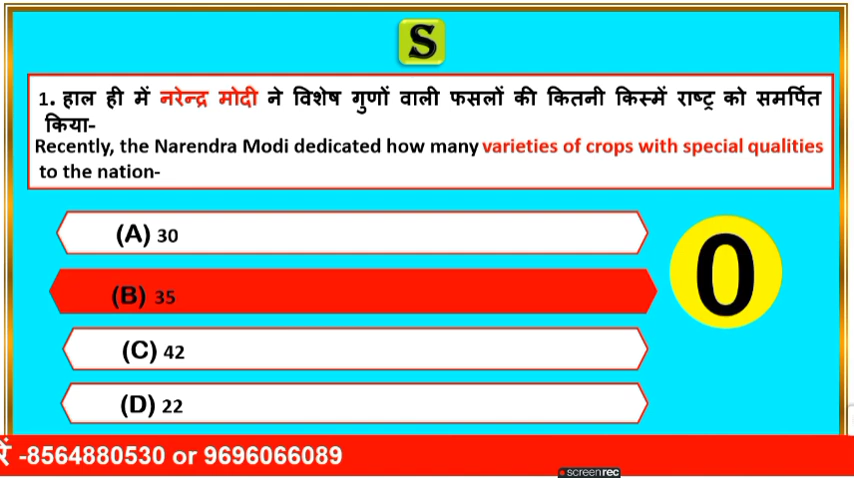 S
1. हाल ही में नरेन्द्र मोदी ने विशेष गुणों वाली फसलों की कितनी किस्में राष्ट्र को समर्पित
किया-
Recently, the Narendra Modi dedicated how many varieties of crops with special qualities
to the nation-
(A) 30
(B) 35
0
(C) 42
(D) 22
रें -8564880530 or 9696066089
screenrec